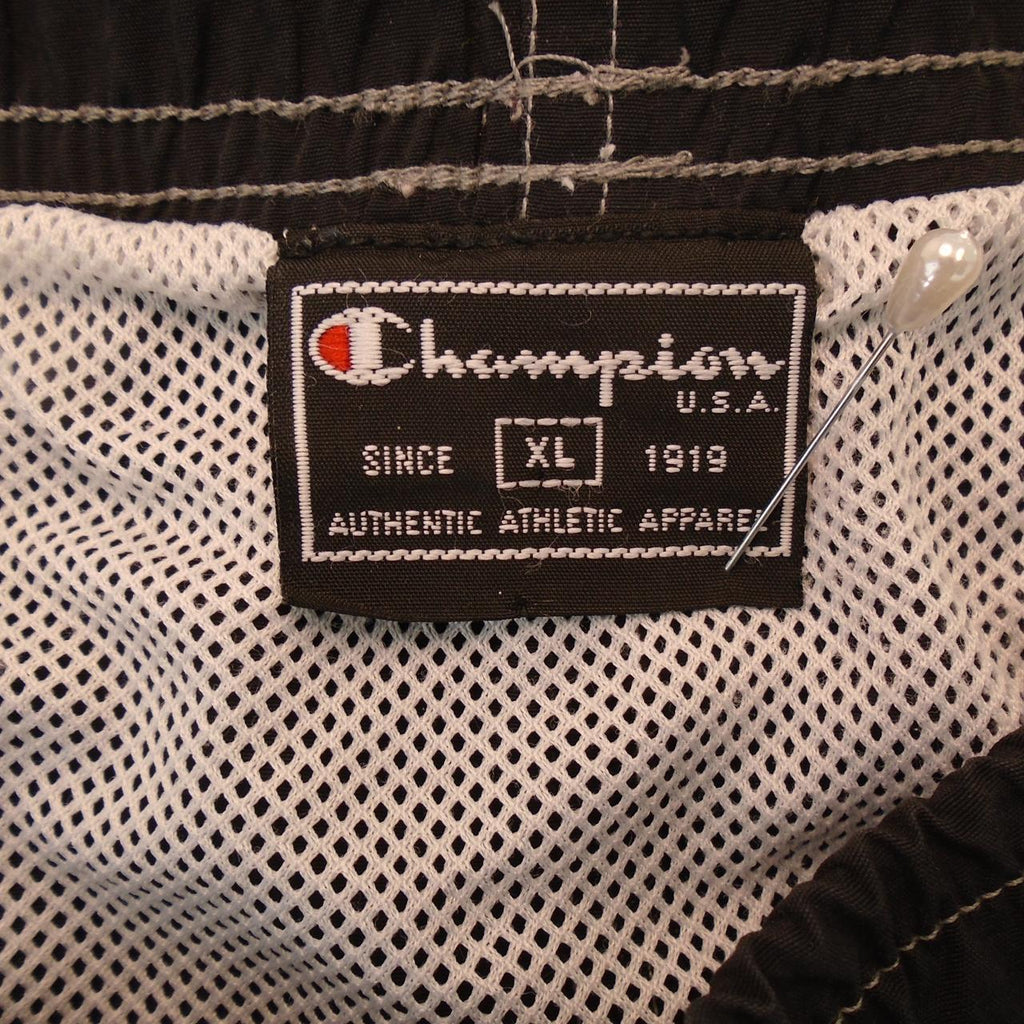 Champion
U.S.A.
SINCE XL 1919
AUTHENTIC ATHLETIC APPAREL